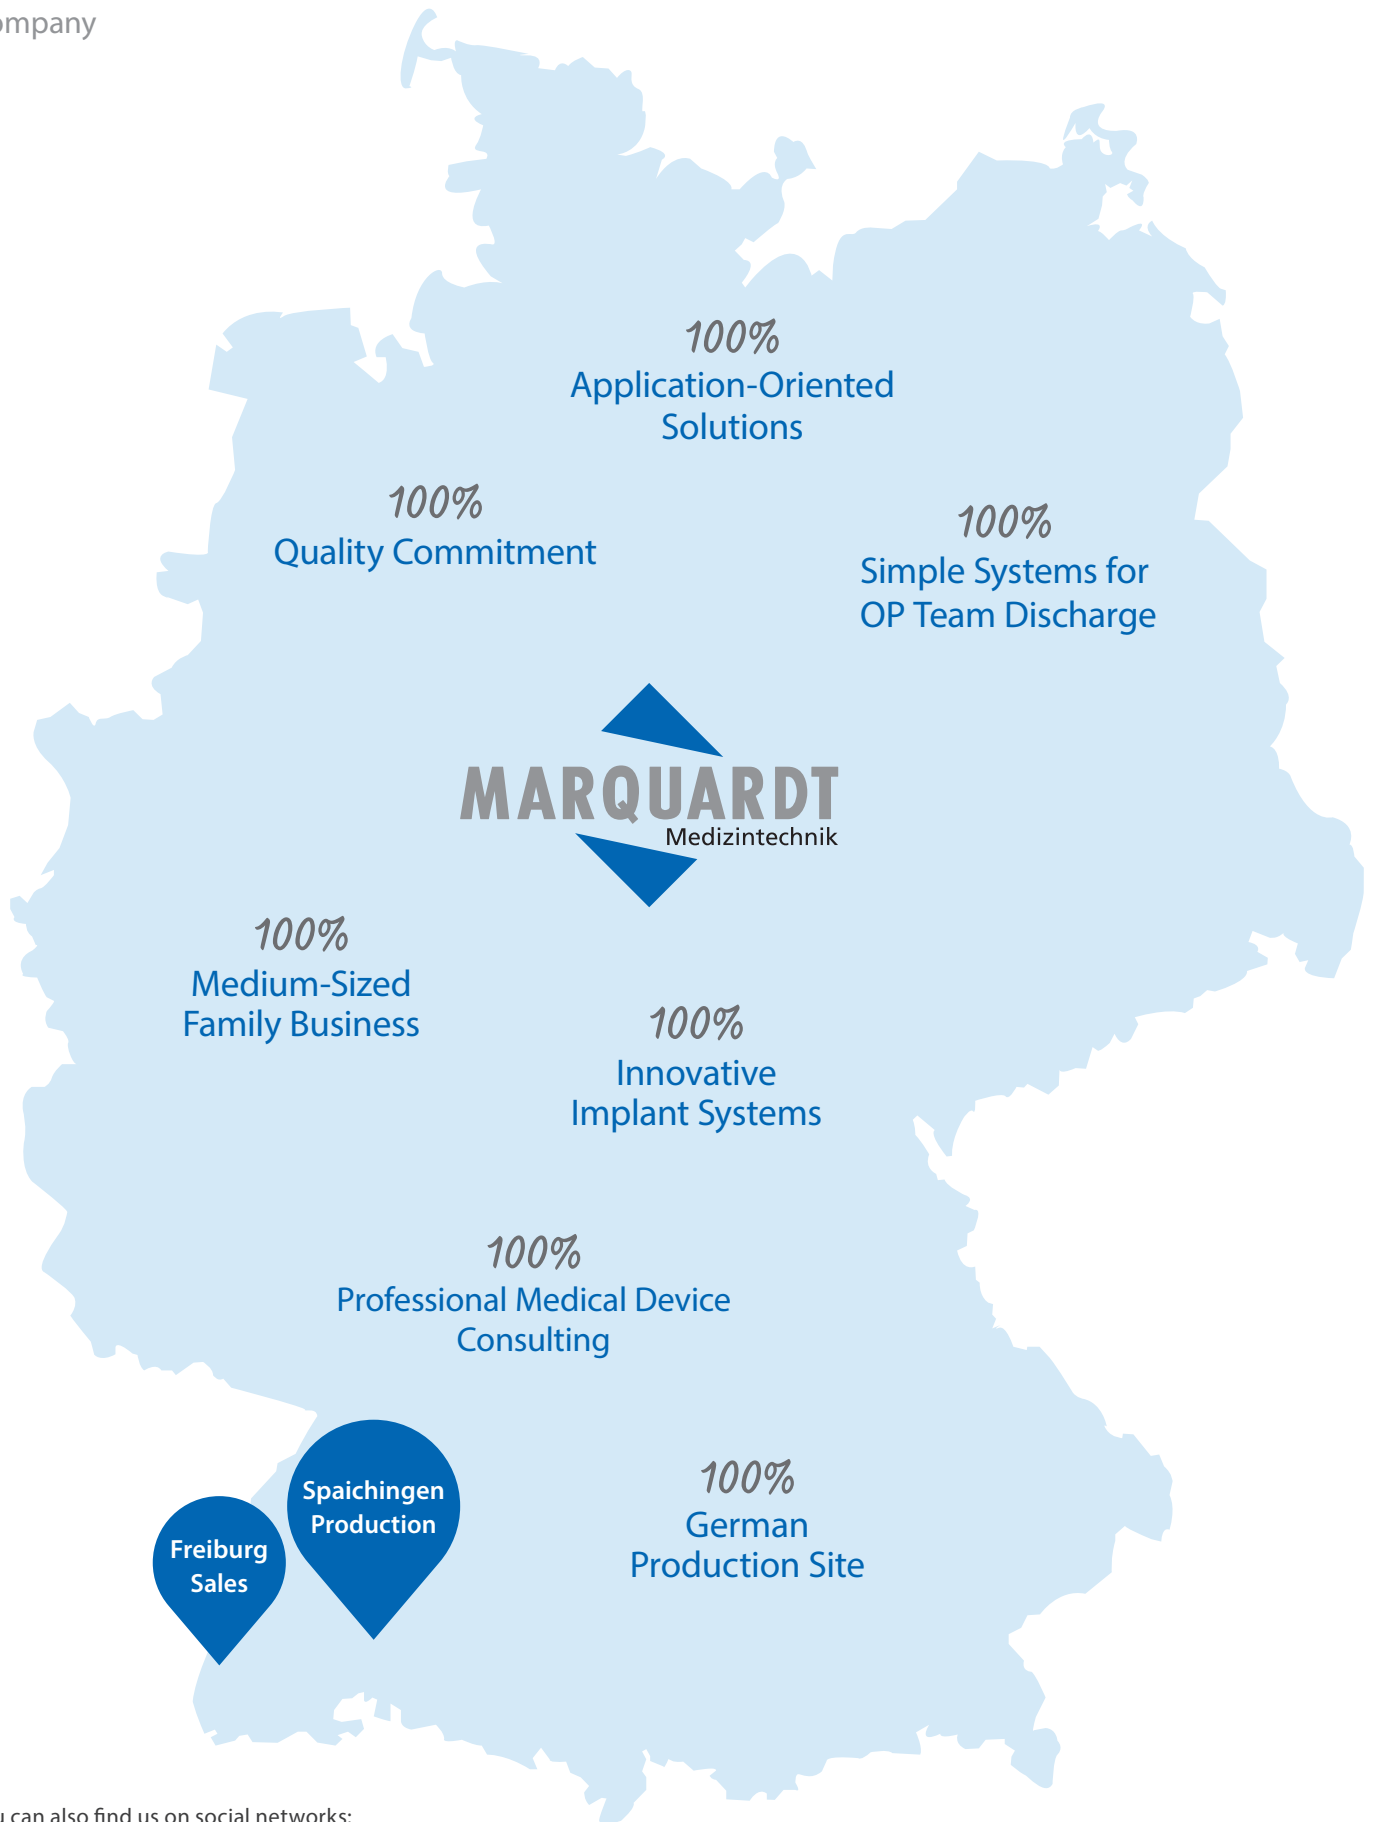 100%
Application-Oriented
Solutions
100%
Quality Commitment
100%
Simple Systems for
OP Team Discharge
MARQUARDT
Medizintechnik
100%
Medium-Sized
Family Business
100%
Innovative
Implant Systems
100%
Professional Medical Device
Consulting
Spaichingen
Production
Freiburg
Sales
100%
German
Production Site
can also find us on social networks: